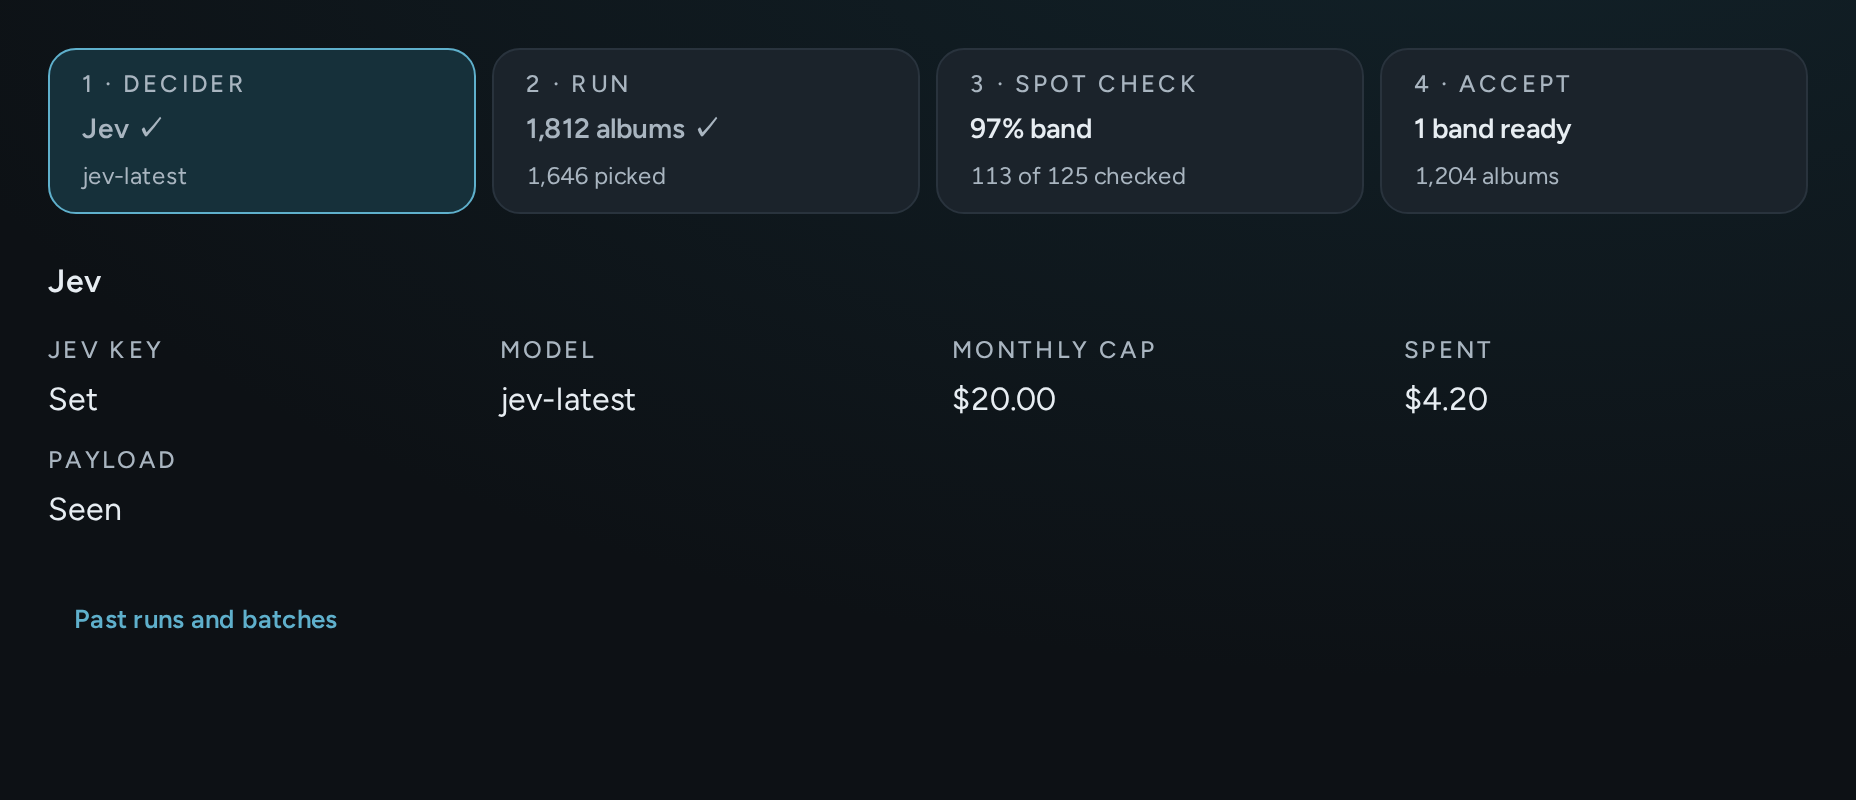 1 · DECIDER
Jev ✓
jev-latest
2 · RUN
1,812 albums ✓
1,646 picked
3 · SPOT CHECK
97% band
113 of 125 checked
4 · ACCEPT
1 band ready
1,204 albums
Jev
JEV KEY
Set
MODEL
jev-latest
MONTHLY CAP
$20.00
SPENT
$4.20
PAYLOAD
Seen
Past runs and batches